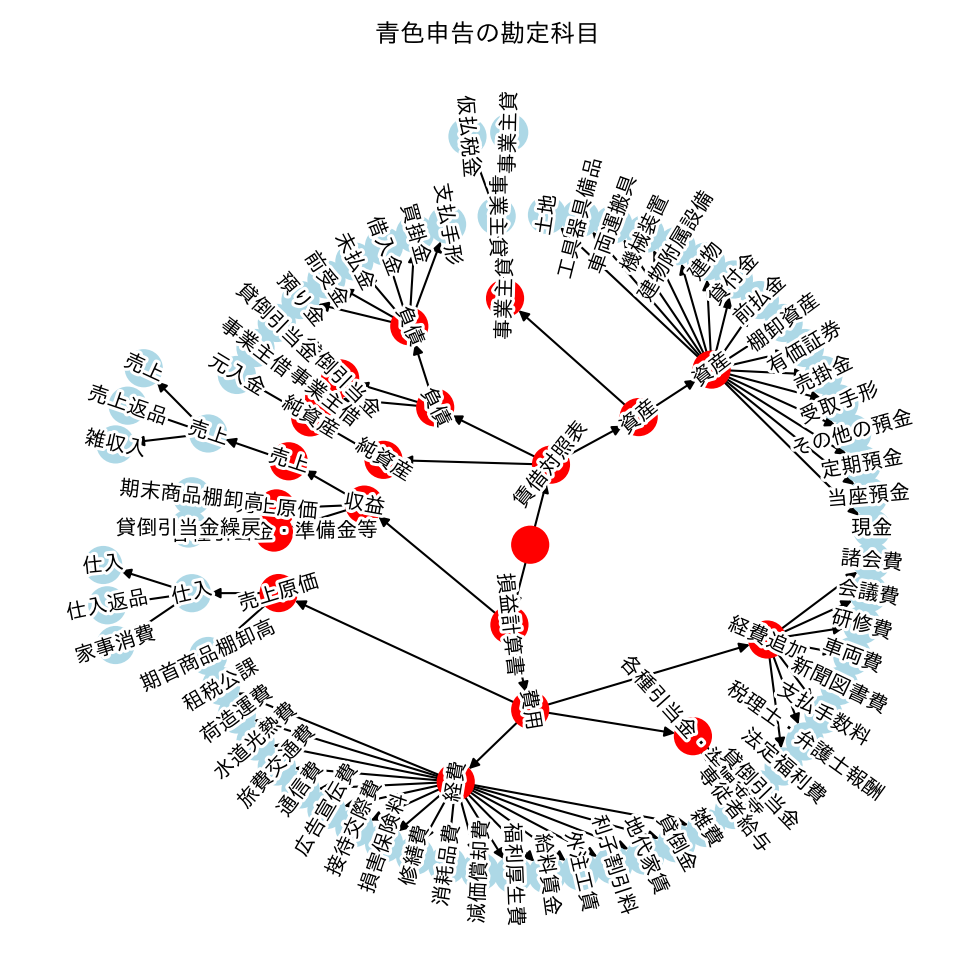 青色申告の勘定科目
仮払税金
事業主貸
事業主貸
事業主貸
土地
工具器具備品
車両運搬具
機械装置
建物附属設備
建物
貸付金
前払金
棚卸資産
有価証券
売掛金
受取手形
その他の預金
定期預金
当座預金
現金
資産
資産
支払手形
買掛金
借入金
未払金
前受金
預り金
負債
負債
貸倒引当金
貸倒引当金
事業主借
事業主借
元入金
純資産
純資産
賃借対照表
売上
売上返品
雑収入
売上
売上
収益
期末商品棚卸高
上原価
貸倒引当金繰戻金
準備金等
損益計算書
仕入
仕入返品
家事消費
仕入
売上原価
期首商品棚卸高
費用
諸会費
会議費
研修費
車両費
新聞図書費
支払手数料
税理士・弁護士報酬
法定福利費
経費追加
各種引当金
貸倒引当金
専従者給与
経費
租税公課
荷造運費
水道光熱費
旅費交通費
通信費
広告宣伝費
接待交際費
損害保険料
修繕費
消耗品費
減価償却費
福利厚生費
給料賃金
外注工賃
利子割引料
地代家賃
貸倒金
雑費